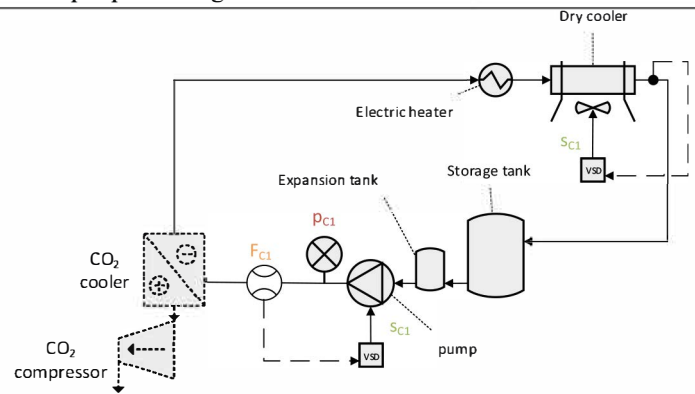 Dry cooler
Electric heater
SC1
VSD
Storage tank
Expansion tank
pC1
FC1
CO2
cooler
SC1
VSD
pump
CO2
compressor